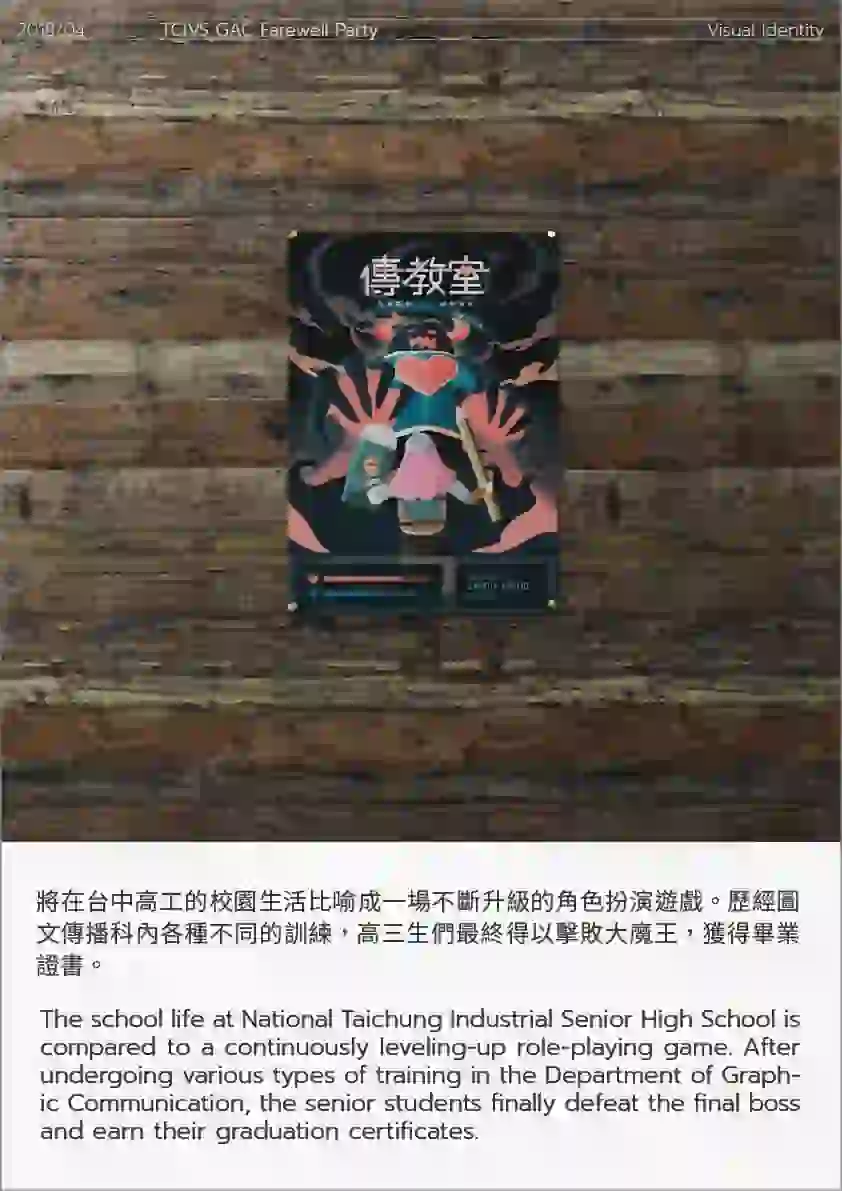 2018/04
TCIVS GAC Farewell Party
Visual Identity
傳教室
將在台中高工的校園生活比喻成一場不斷升級的角色扮演遊戲。歷經圖
文傳播科內各種不同的訓練，高三生們最終得以擊敗大魔王，獲得畢業
證書。
The school life at National Taichung Industrial Senior High School is
compared to a continuously leveling-up role-playing game. After
undergoing various types of training in the Department of Graph-
ic Communication, the senior students finally defeat the final boss
and earn their graduation certificates.